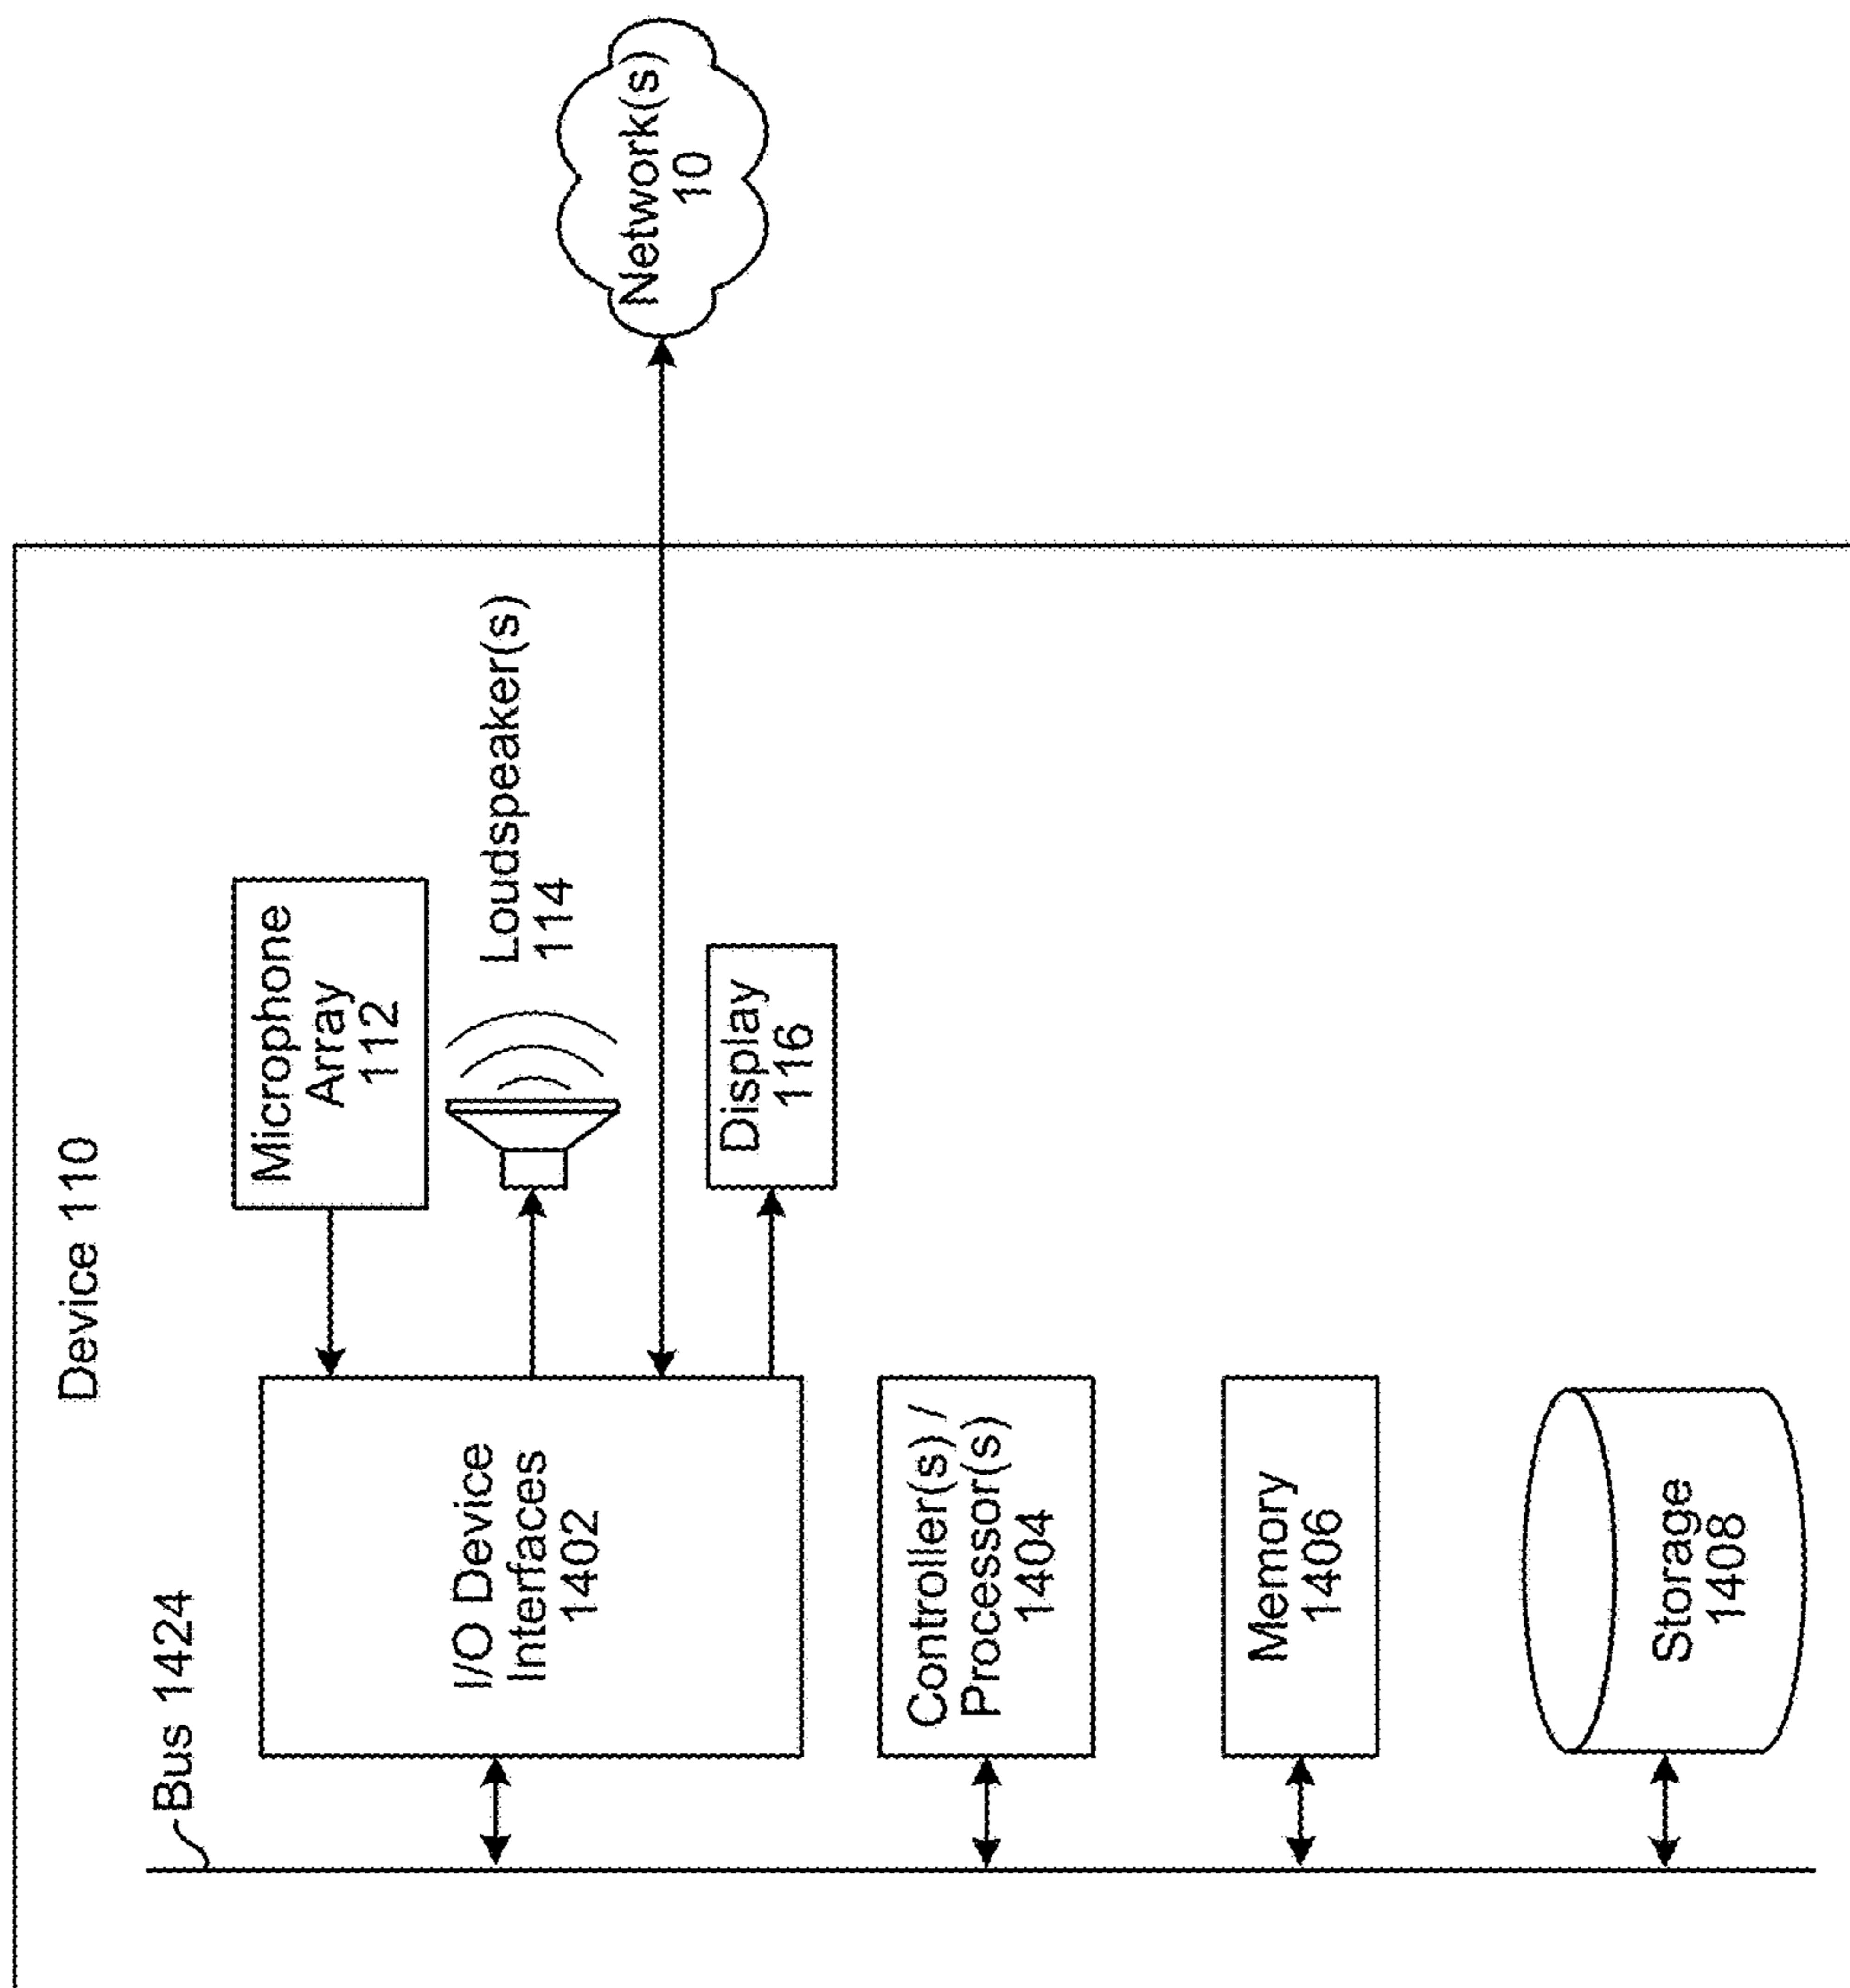 Device 110
Bus 1424
I/O Device
Interfaces
1402
Microphone
Array
112
Loudspeaker(s)
114
Network(s)
10
Display
116
Controller(s) /
Processor(s)
1404
Memory
1406
Storage
1408